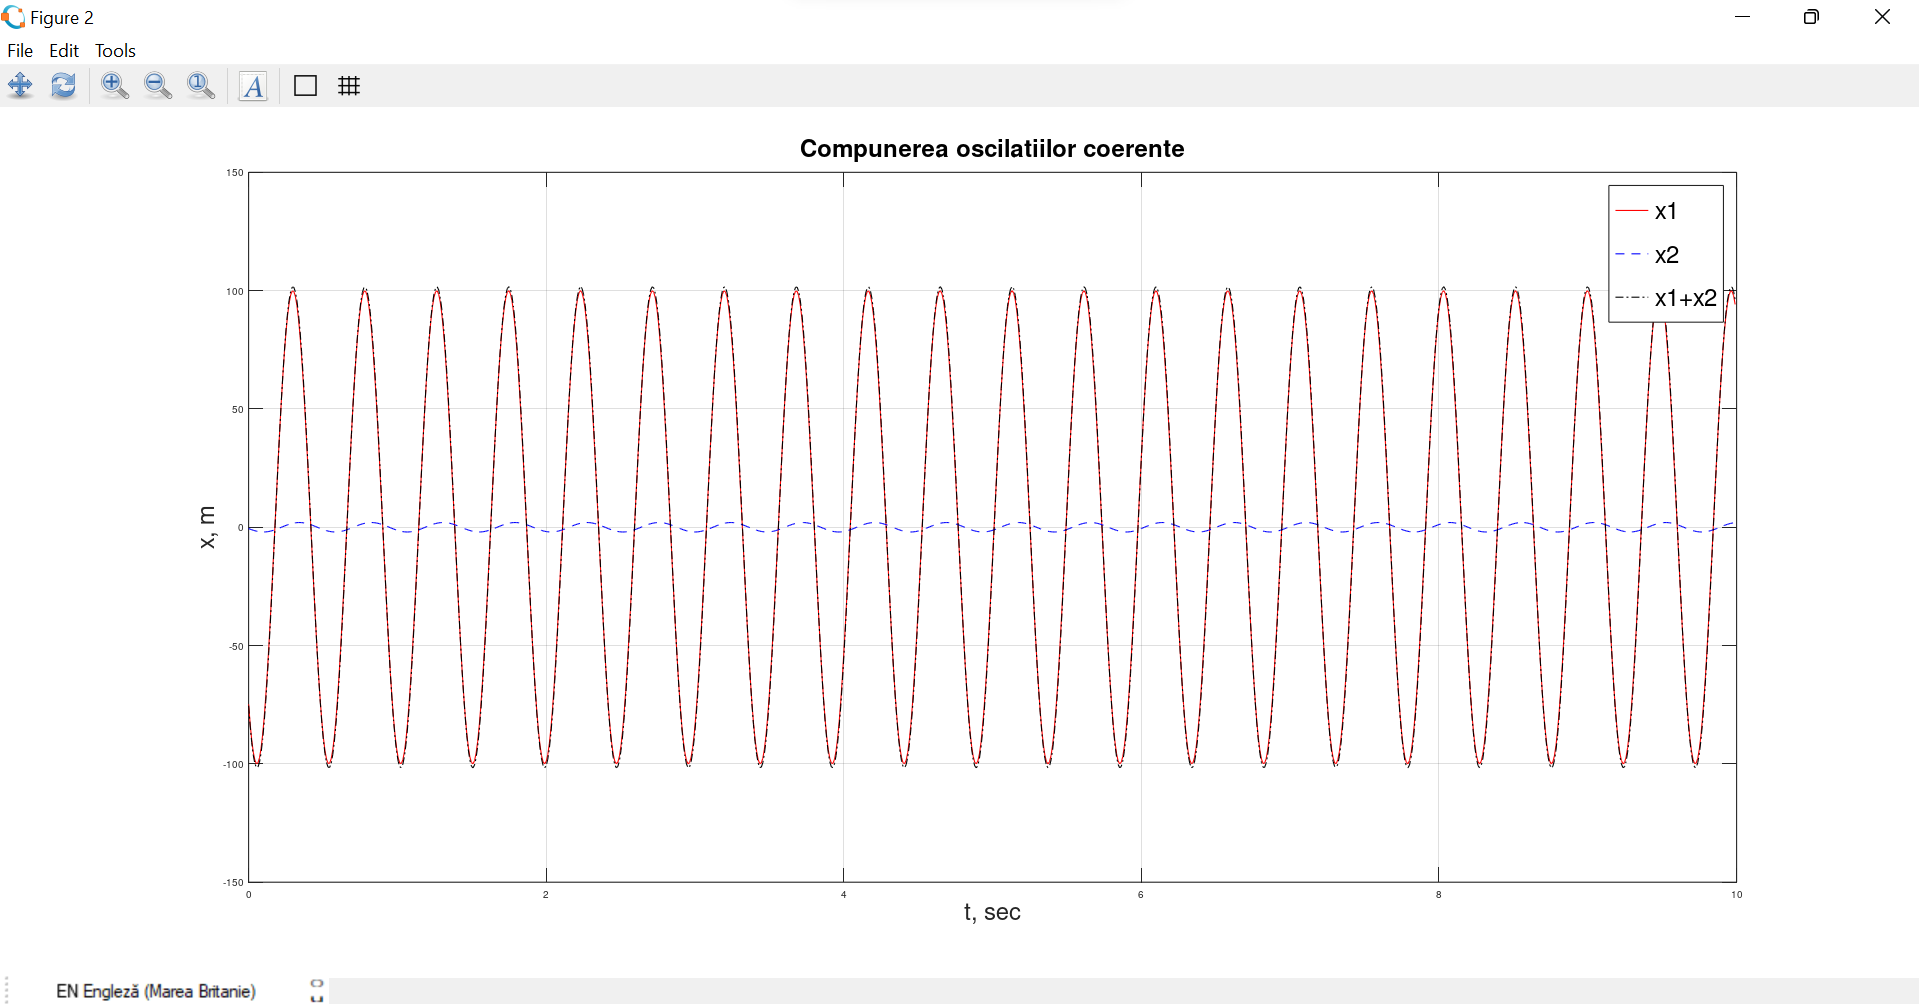 Figure 2
File Edit Tools
Compunerea oscilatiilor coerente
150
100
50
0
-50
-100
-150
x, m
x1
x2
x1+x2
0 2 4 6 8 10
t, sec
EN Engleză (Marea Britanie)